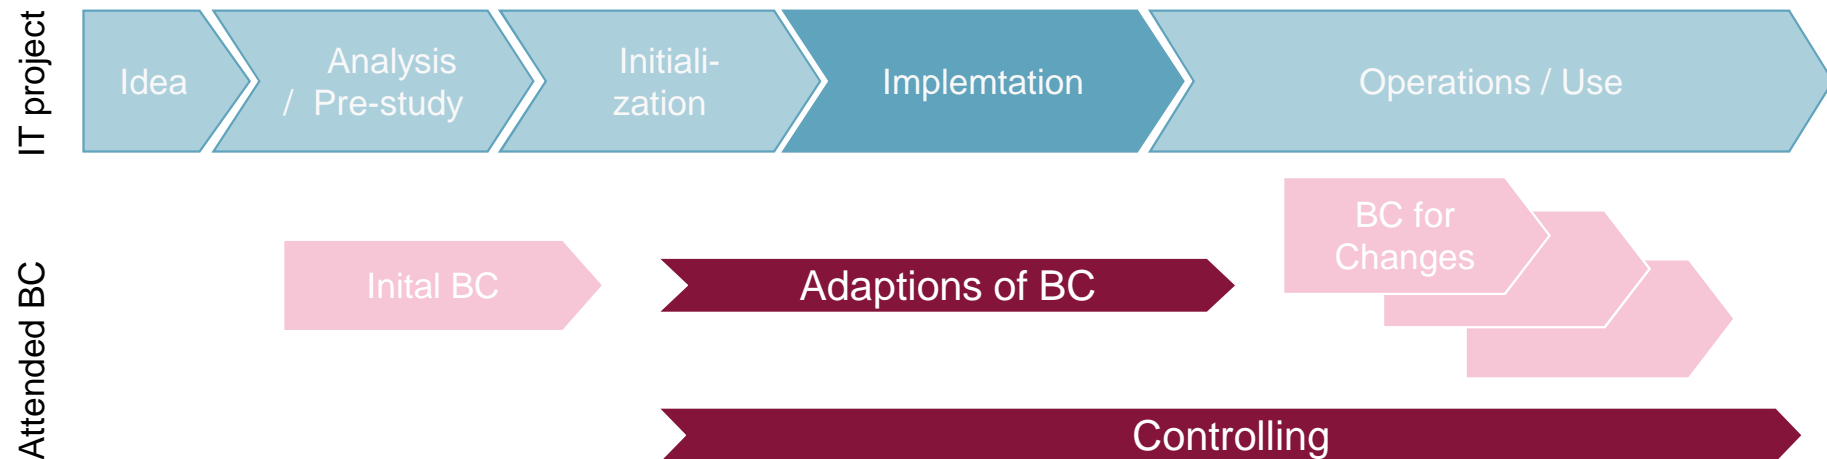 IT project
Idea
Analysis
/ Pre-study
Initiali-
zation
Implemtation
Operations / Use
Attended BC
Inital BC
Adaptions of BC
BC for
Changes
Controlling